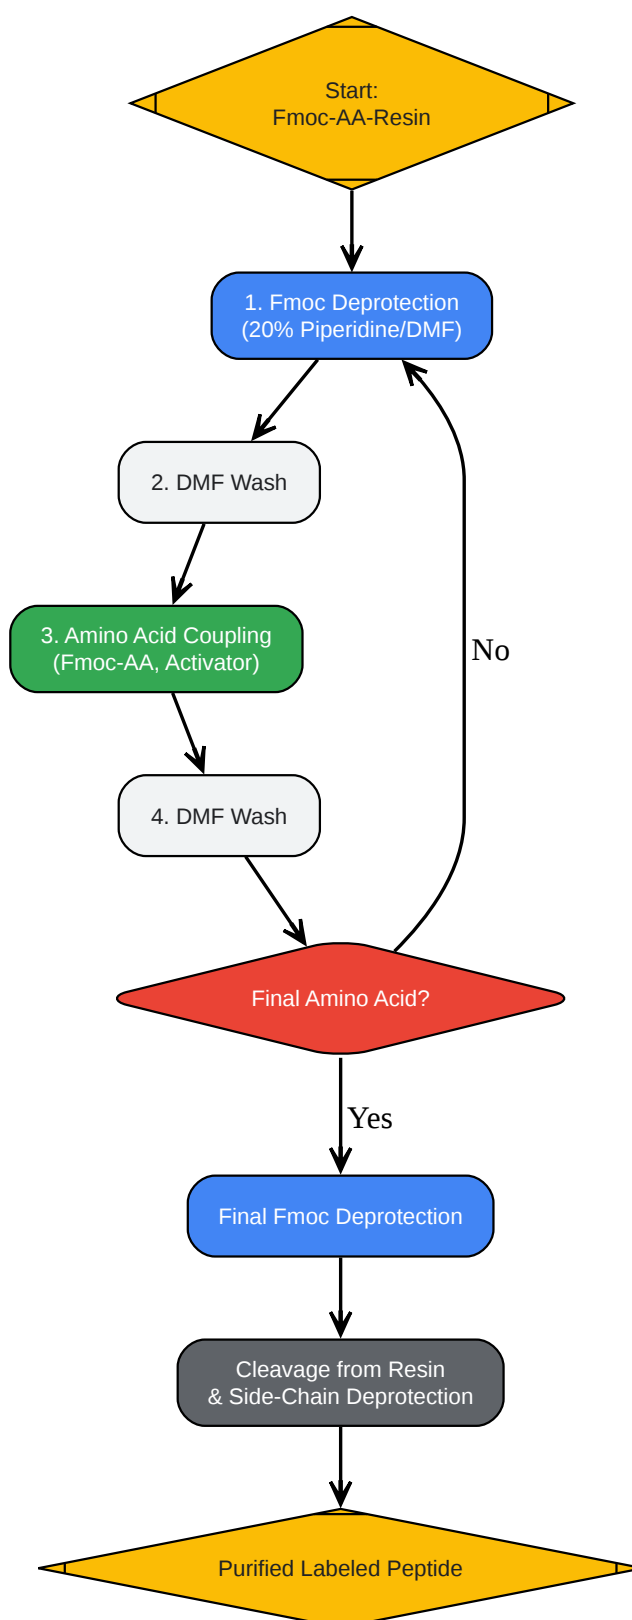 Start:
Fmoc-AA-Resin
1. Fmoc Deprotection
(20% Piperidine/DMF)
2. DMF Wash
3. Amino Acid Coupling
(Fmoc-AA, Activator)
No
4. DMF Wash
Final Amino Acid?
Yes
Final Fmoc Deprotection
Cleavage from Resin
& Side-Chain Deprotection
Purified Labeled Peptide